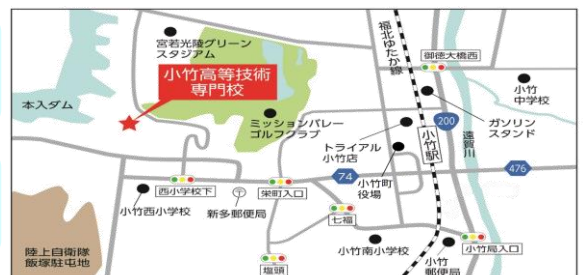 宮若光陵グリーン
スタジアム
福北ゆたか線
御徳大橋西
小竹高等技術
専門校
小竹
中学校
本入ダム
ミッションバレー
ゴルフクラブ
トライアル
小竹店
小竹駅
200
ガソリン
スタンド
遠賀川
74
476
小竹町
役場
西小学校下
栄町入口
小竹西小学校
新多郵便局
七福
陸上自衛隊
飯塚駐屯地
塩頭
小竹南小学校
小竹
郵便局
小竹局入口